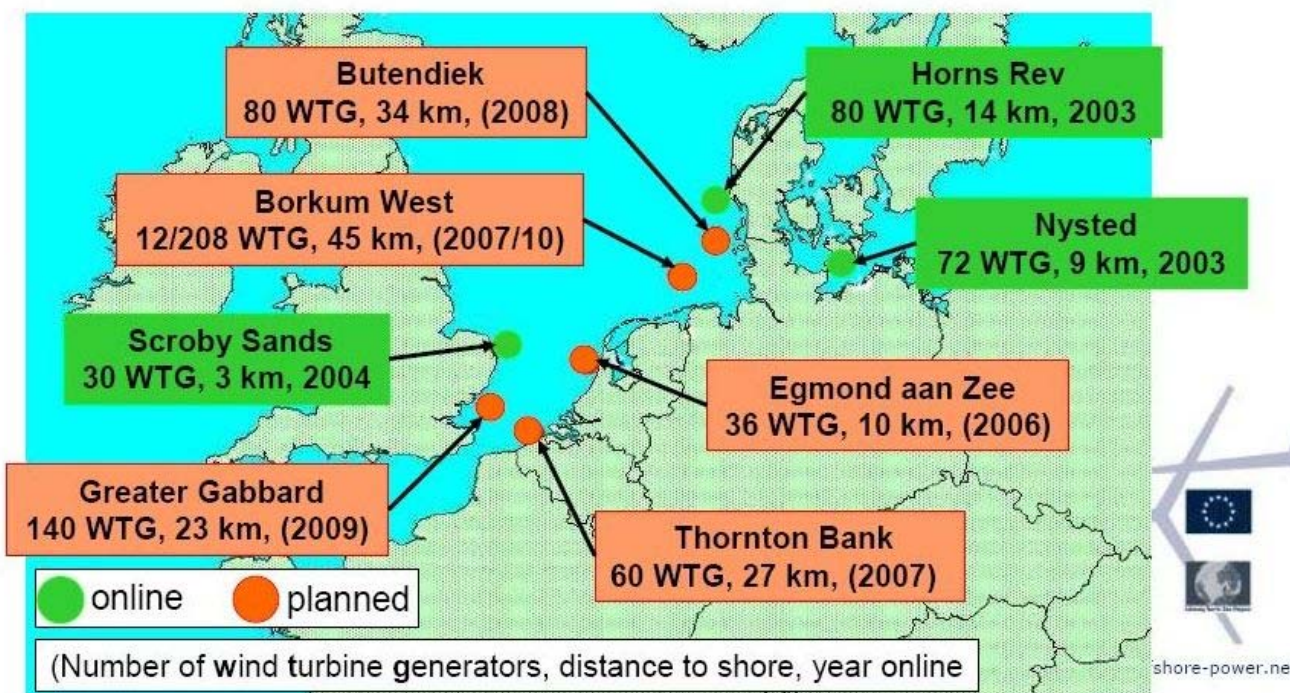 Butendiek
80 WTG, 34 km, (2008)
Horns Rev
80 WTG, 14 km, 2003
Borkum West
12/208 WTG, 45 km, (2007/10)
Nysted
72 WTG, 9 km, 2003
Scroby Sands
30 WTG, 3 km, 2004
Egmond aan Zee
36 WTG, 10 km, (2006)
Greater Gabbard
140 WTG, 23 km, (2009)
Thornton Bank
60 WTG, 27 km, (2007)
online
planned
(Number of wind turbine generators, distance to shore, year online
shore-power.ne